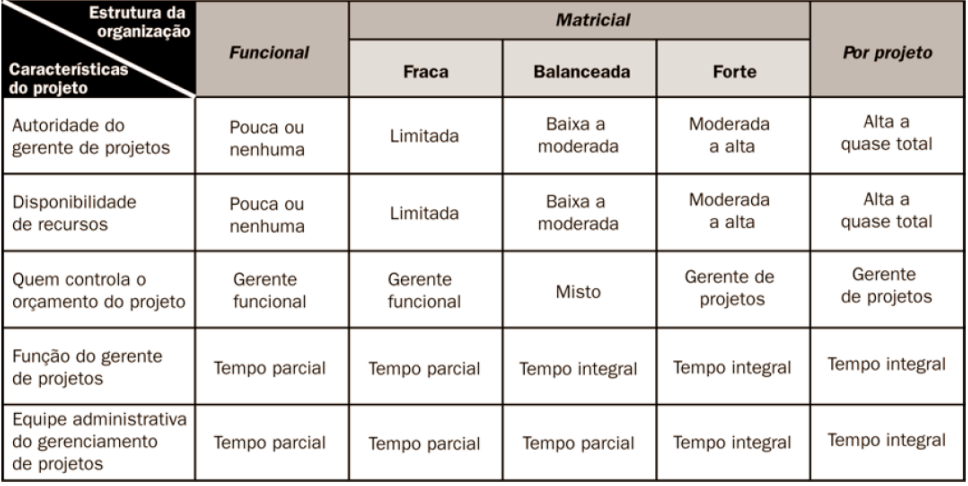 Estrutura da
organização
Características
do projeto
Funcional
Matricial
Fraca
Balanceada
Forte
Por projeto
Autoridade do
gerente de projetos
Pouca ou
nenhuma
Limitada
Baixa a
moderada
Moderada
a alta
Alta a
quase total
Disponibilidade
de recursos
Pouca ou
nenhuma
Limitada
Baixa a
moderada
Moderada
a alta
Alta a
quase total
Quem controla o
orçamento do projeto
Gerente
funcional
Gerente
funcional
Misto
Gerente de
projetos
Gerente
de projetos
Função do gerente
de projetos
Tempo parcial
Tempo parcial
Tempo integral
Tempo integral
Tempo integral
Equipe administrativa
do gerenciamento
de projetos
Tempo parcial
Tempo parcial
Tempo parcial
Tempo integral
Tempo integral